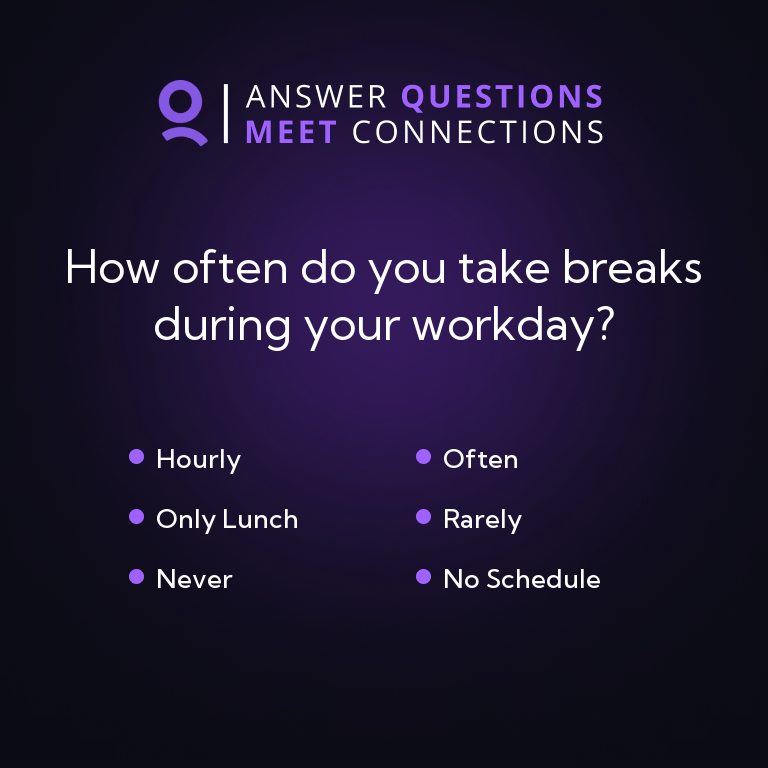 ANSWER QUESTIONS
MEET CONNECTIONS
How often do you take breaks
during your workday?
Hourly
Often
Only Lunch
Rarely
Never
No Schedule